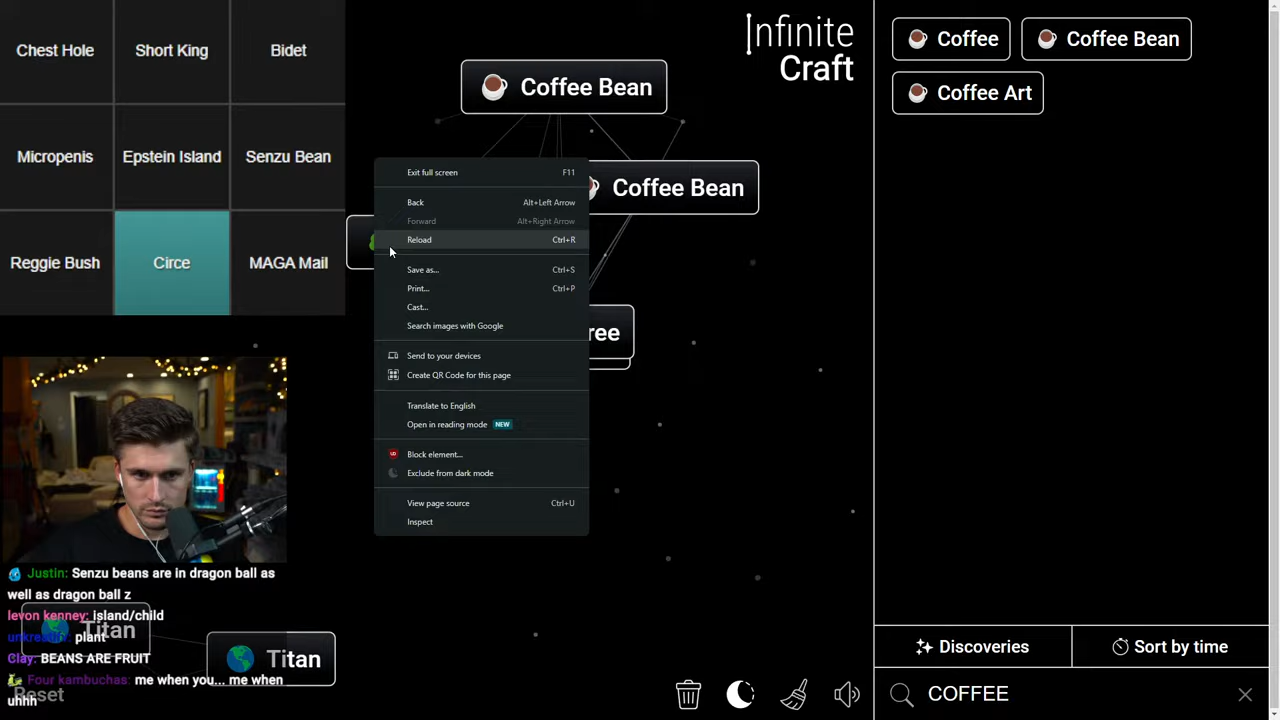 Chest Hole
Short King
Bidet
Micropenis
Epstein Island
Senzu Bean
Reggie Bush
Circe
MAGA Mail
Infinite
Craft
Coffee Bean
Coffee Bean
ree
Exit full screen F11
Back Alt+Left Arrow
Forward Alt+Right Arrow
Reload Ctrl+R
Save as... Ctrl+S
Print... Ctrl+P
Cast...
Search images with Google
Send to your devices
Create QR Code for this page
Translate to English
Open in reading mode NEW
Block element...
Exclude from dark mode
View page source Ctrl+U
Inspect
Justin: Senzu beans are in dragon ball as
well as dragon ball z
levon kenney: island/child
plant
Clay: BEANS ARE FRUIT
Four kambuchas: me when you... me when
uhhh
Titan
Titan
Reset
Coffee
Coffee Bean
Coffee Art
Discoveries
Sort by time
COFFEE